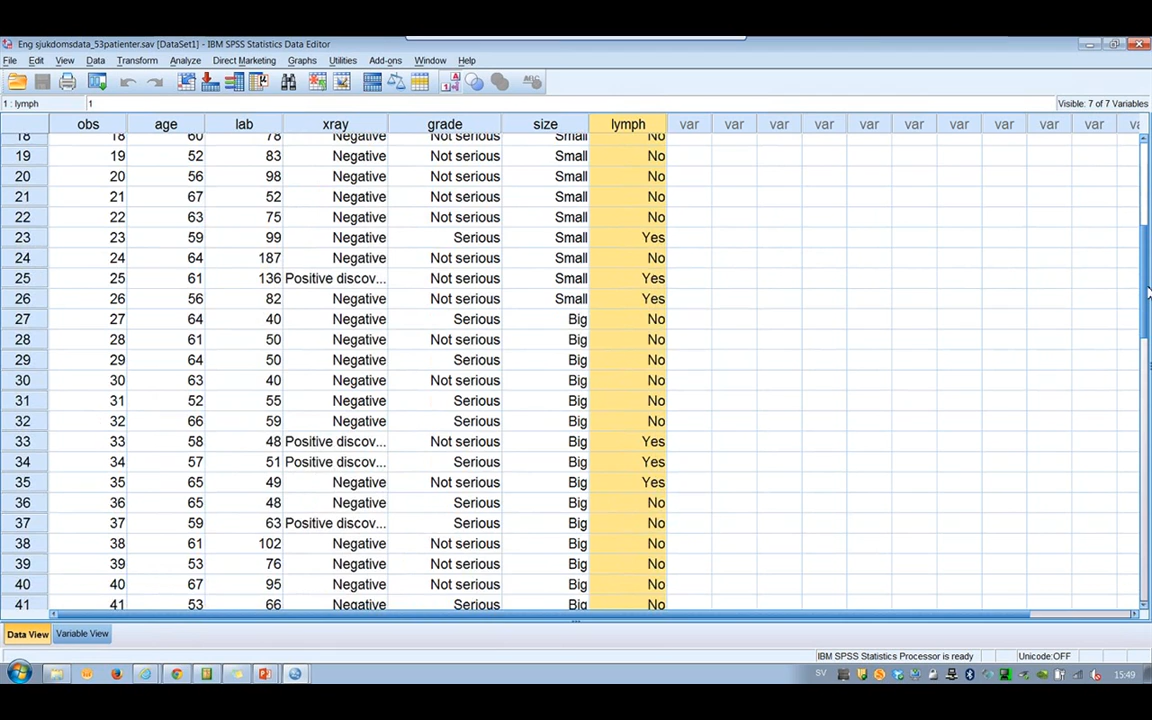 Eng sjukdomsdata_53patienter.sav [DataSet1] - IBM SPSS Statistics Data Editor
File Edit View Data Transform Analyze Direct Marketing Graphs Utilities Add-ons Window Help
1 : lymph 1 Visible: 7 of 7 Variables
obs age lab xray grade size lymph var var var var var var var var var var
18 18 60 78 Negative Not serious Small No
19 19 52 83 Negative Not serious Small No
20 20 56 98 Negative Not serious Small No
21 21 67 52 Negative Not serious Small No
22 22 63 75 Negative Not serious Small No
23 23 59 99 Negative Serious Small Yes
24 24 64 187 Negative Not serious Small No
25 25 61 136 Positive discov... Not serious Small Yes
26 26 56 82 Negative Not serious Small Yes
27 27 64 40 Negative Serious Big No
28 28 61 50 Negative Not serious Big No
29 29 64 50 Negative Serious Big No
30 30 63 40 Negative Not serious Big No
31 31 52 55 Negative Serious Big No
32 32 66 59 Negative Serious Big No
33 33 58 48 Positive discov... Not serious Big Yes
34 34 57 51 Positive discov... Serious Big Yes
35 35 65 49 Negative Not serious Big Yes
36 36 65 48 Negative Serious Big No
37 37 59 63 Positive discov... Serious Big No
38 38 61 102 Negative Not serious Big No
39 39 53 76 Negative Not serious Big No
40 40 67 95 Negative Not serious Big No
41 41 53 66 Negative Serious Big No
Data View Variable View
IBM SPSS Statistics Processor is ready Unicode:OFF
SV 15:49